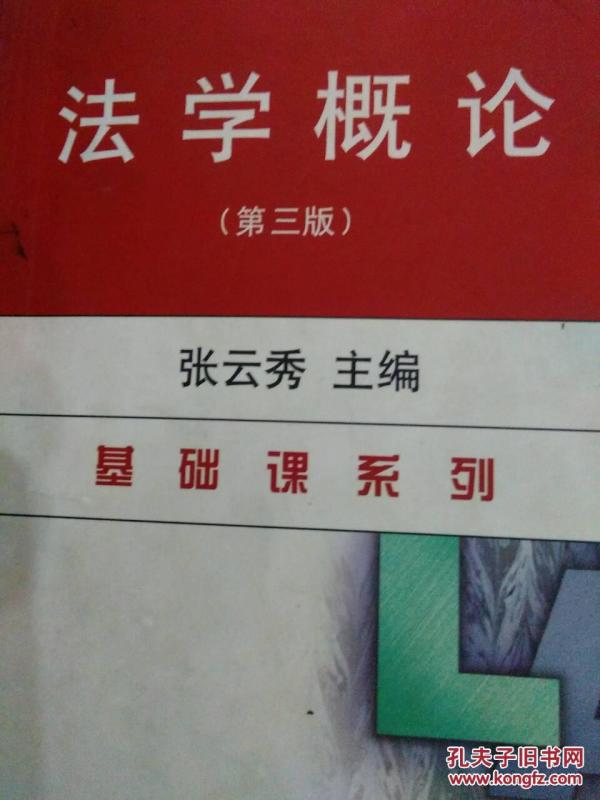 法学概论
（第三版）
张云秀 主编
基础课系列
孔夫子旧书网
www.kongfz.com